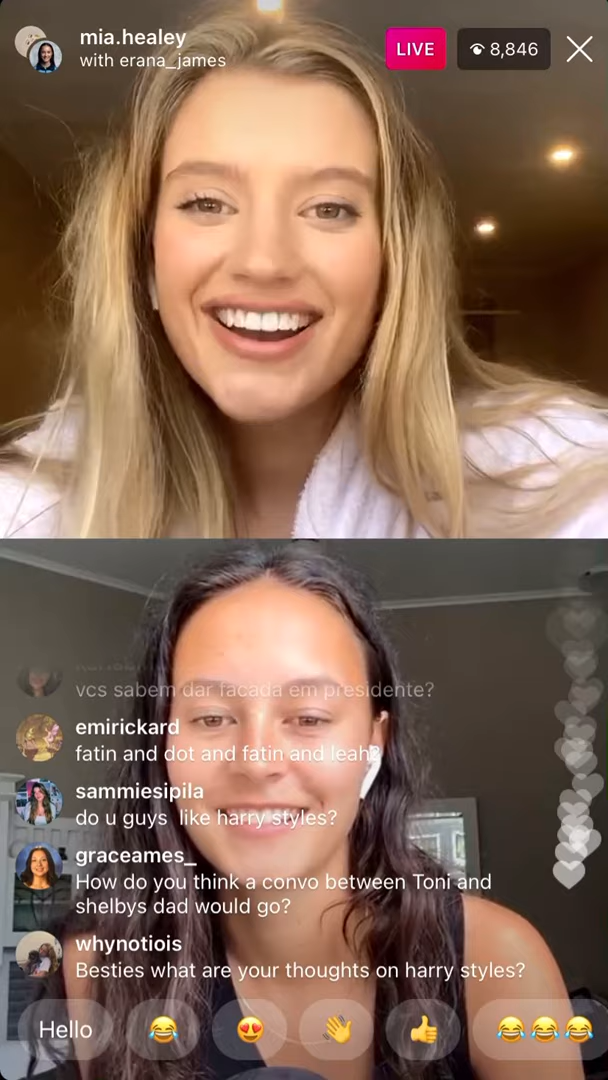 mia.healey
LIVE
8,846
with erana_james
vcs sabem dar facada em presidente?
emirickard
fatin and dot and fatin and leah?
sammiesipila
do u guys like harry styles?
graceames_
How do you think a convo between Toni and
shelbys dad would go?
whynotiois
Besties what are your thoughts on harry styles?
Hello